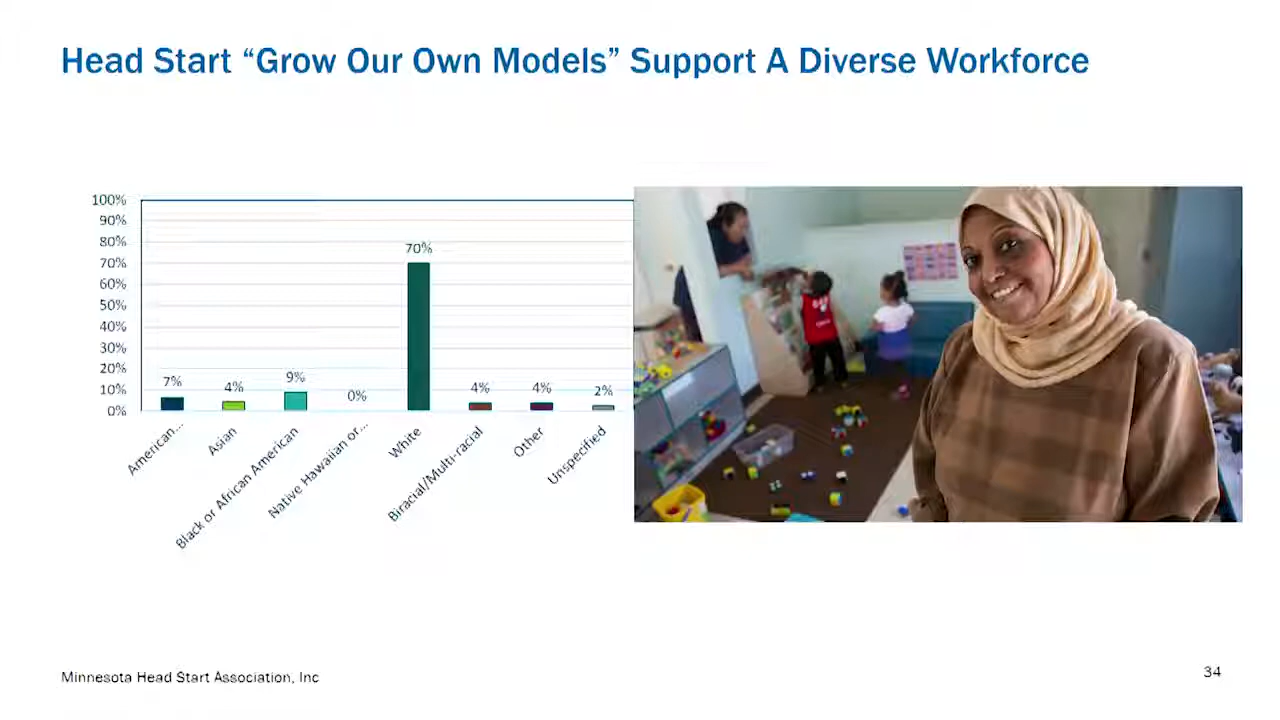 Head Start “Grow Our Own Models” Support A Diverse Workforce
100%
90%
80%
70%
60%
50%
40%
30%
20%
10%
0%
7%
4%
9%
0%
70%
4%
4%
2%
American...
Asian
Black or African American
Native Hawaiian or...
White
Biracial/Multi-racial
Other
Unspecified
Minnesota Head Start Association, Inc
34